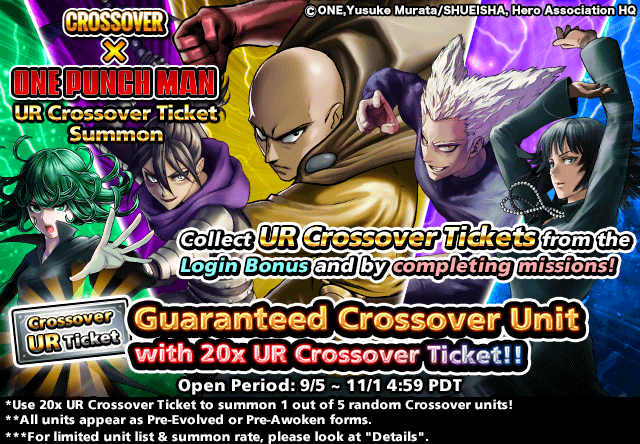 ©ONE,Yusuke Murata/SHUEISHA, Hero Association HQ
CROSSOVER
×
ONE PUNCH MAN
UR Crossover Ticket
Summon
Collect UR Crossover Tickets from the
Login Bonus and by completing missions!
Crossover
UR Ticket
Guaranteed Crossover Unit
with 20x UR Crossover Ticket!!
Open Period: 9/5 ~ 11/1 4:59 PDT
*Use 20x UR Crossover Ticket to summon 1 out of 5 random Crossover units!
**All units appear as Pre-Evolved or Pre-Awoken forms.
***For limited unit list & summon rate, please look at "Details".